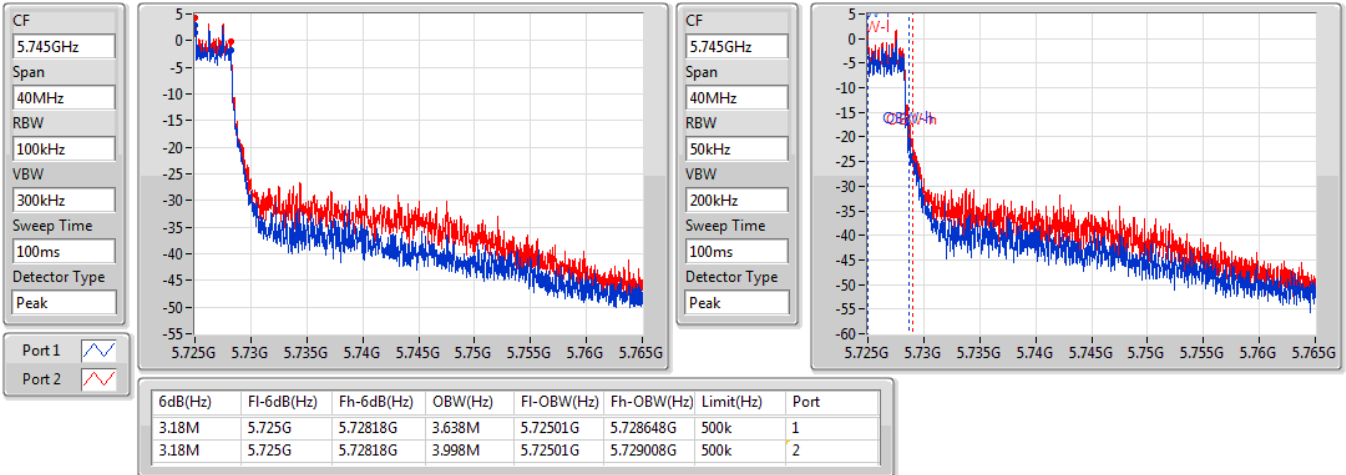 CF
5.745GHz
Span
40MHz
RBW
100kHz
VBW
300kHz
Sweep Time
100ms
Detector Type
Peak
Port 1
Port 2
5
0
-5
-10
-15
-20
-25
-30
-35
-40
-45
-50
-55
5.725G 5.73G 5.735G 5.74G 5.745G 5.75G 5.755G 5.76G 5.765G
CF
5.745GHz
Span
40MHz
RBW
50kHz
VBW
200kHz
Sweep Time
100ms
Detector Type
Peak
5
0
-5
-10
-15
-20
-25
-30
-35
-40
-45
-50
-55
-60
5.725G 5.73G 5.735G 5.74G 5.745G 5.75G 5.755G 5.76G 5.765G
6dB(Hz) Fl-6dB(Hz) Fh-6dB(Hz) OBW(Hz) Fl-OBW(Hz) Fh-OBW(Hz) Limit(Hz) Port
3.18M 5.725G 5.72818G 3.638M 5.72501G 5.728648G 500k 1
3.18M 5.725G 5.72818G 3.998M 5.72501G 5.729008G 500k 2